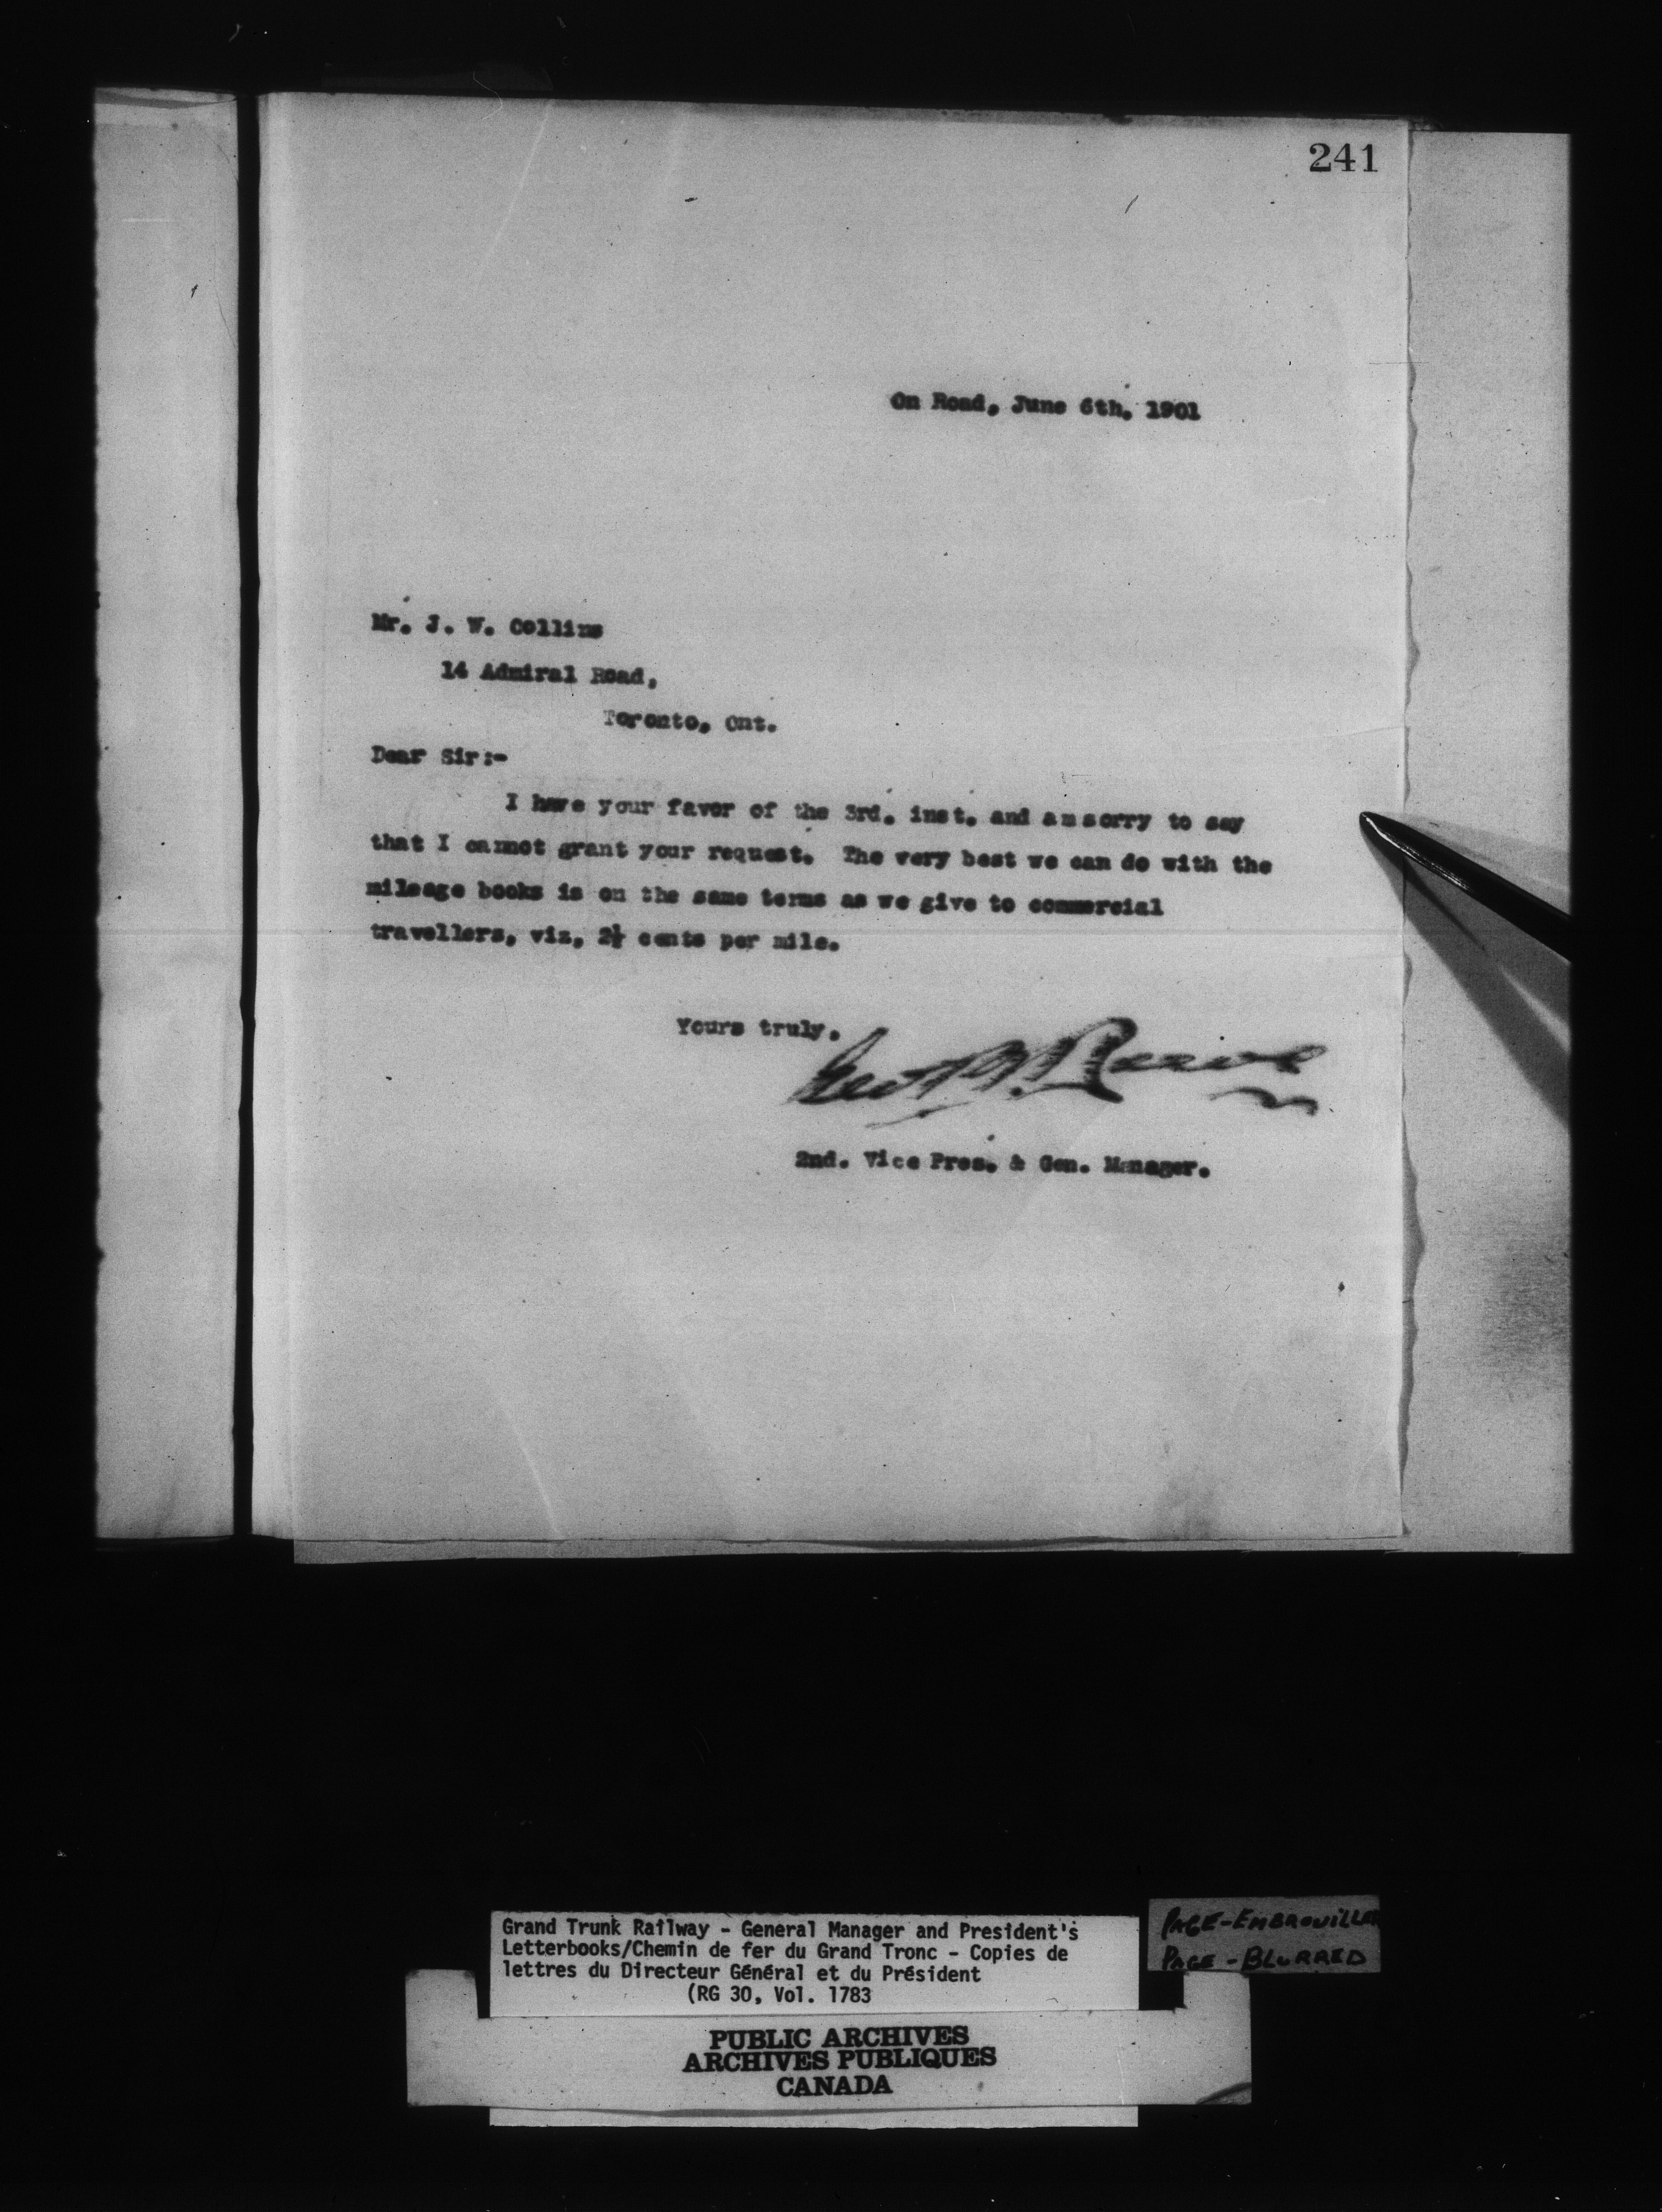 241
On Road, June 6th. 1901
Mr. J. W. Collins
14 Admiral Road,
Toronto, Ont.
Dear Sir:-
I have your favor of the 3rd. inst. and am sorry to say
that I cannot grant your request. The very best we can do with the
mileage books is on the same terms as we give to commercial
travellers, viz, 2½ cents per mile.
Yours truly,
Geo. B. Reeve
2nd. Vice Pres. & Gen. Manager.
Grand Trunk Railway - General Manager and President's
Letterbooks/Chemin de fer du Grand Tronc - Copies de
lettres du Directeur Général et du Président
(RG 30, Vol. 1783
PAGE-EMBROUILLER
PAGE-BLURRED
PUBLIC ARCHIVES
ARCHIVES PUBLIQUES
CANADA